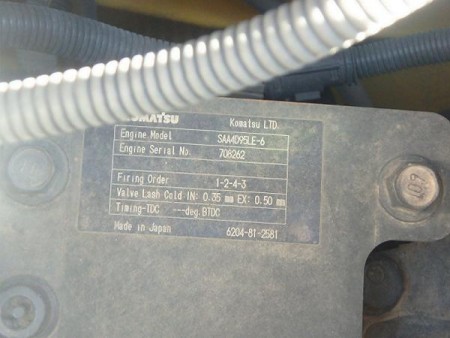 KOMATSU Komatsu LTD.
Engine Model SAA4D95LE-6
Engine Serial No. 708262
Firing Order 1-2-4-3
Valve Lash Cold IN: 0.35 mm EX: 0.50 mm
Timing-TDC ---deg.BTDC
Made in Japan 6204-81-2581